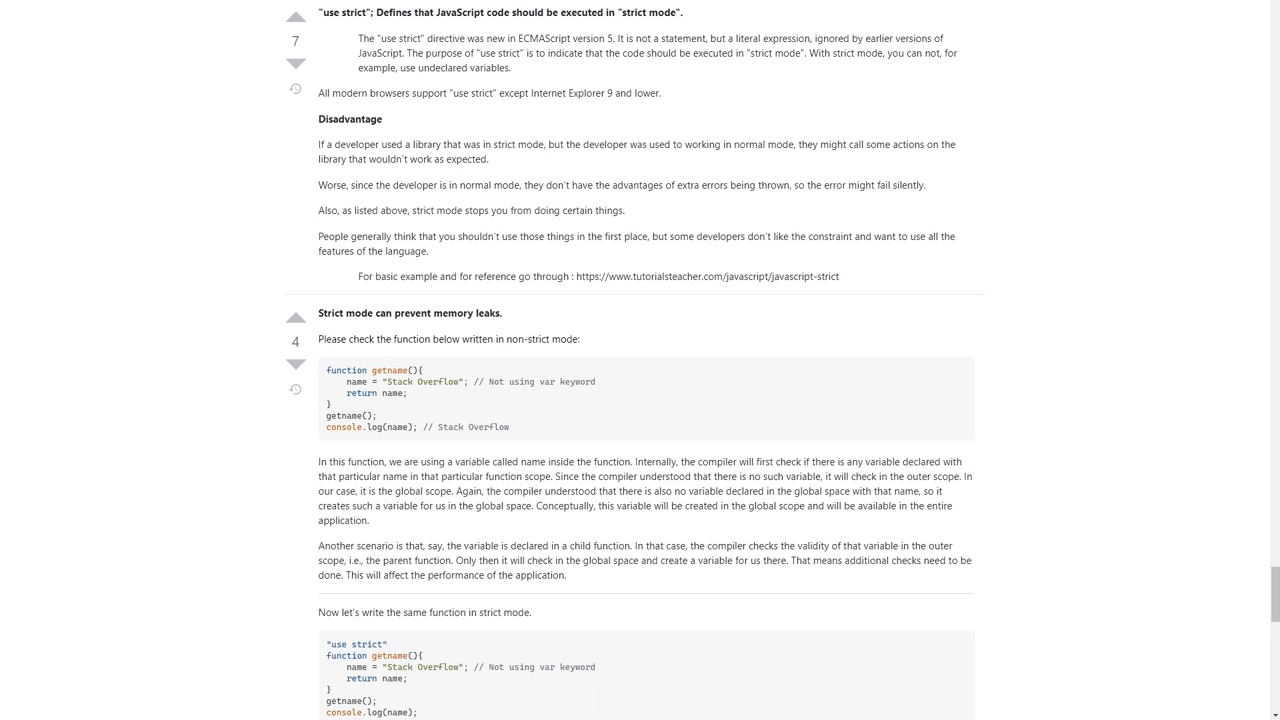 "use strict"; Defines that JavaScript code should be executed in "strict mode".
7
The "use strict" directive was new in ECMAScript version 5. It is not a statement, but a literal expression, ignored by earlier versions of
JavaScript. The purpose of "use strict" is to indicate that the code should be executed in "strict mode". With strict mode, you can not, for
example, use undeclared variables.
All modern browsers support "use strict" except Internet Explorer 9 and lower.
Disadvantage
If a developer used a library that was in strict mode, but the developer was used to working in normal mode, they might call some actions on the
library that wouldn't work as expected.
Worse, since the developer is in normal mode, they don't have the advantages of extra errors being thrown, so the error might fail silently.
Also, as listed above, strict mode stops you from doing certain things.
People generally think that you shouldn't use those things in the first place, but some developers don't like the constraint and want to use all the
features of the language.
For basic example and for reference go through : https://www.tutorialsteacher.com/javascript/javascript-strict
Strict mode can prevent memory leaks.
4
Please check the function below written in non-strict mode:
function getname(){
    name = "Stack Overflow"; // Not using var keyword
    return name;
}
getname();
console.log(name); // Stack Overflow
In this function, we are using a variable called name inside the function. Internally, the compiler will first check if there is any variable declared with
that particular name in that particular function scope. Since the compiler understood that there is no such variable, it will check in the outer scope. In
our case, it is the global scope. Again, the compiler understood that there is also no variable declared in the global space with that name, so it
creates such a variable for us in the global space. Conceptually, this variable will be created in the global scope and will be available in the entire
application.
Another scenario is that, say, the variable is declared in a child function. In that case, the compiler checks the validity of that variable in the outer
scope, i.e., the parent function. Only then it will check in the global space and create a variable for us there. That means additional checks need to be
done. This will affect the performance of the application.
Now let's write the same function in strict mode.
"use strict"
function getname(){
    name = "Stack Overflow"; // Not using var keyword
    return name;
}
getname();
console.log(name);